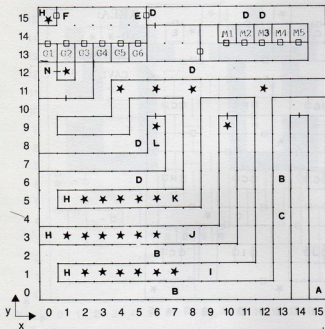 15 H F E D D D
14 M1 M2 M3 M4 M5
13 G1 G2 G3 G4 G5 G6
12 N D
11
10
9
8 D L
7
6 D B
5 H K
4 C
3 H J
2 B
1 H I
0 B A
y
x 0 1 2 3 4 5 6 7 8 9 10 11 12 13 14 15